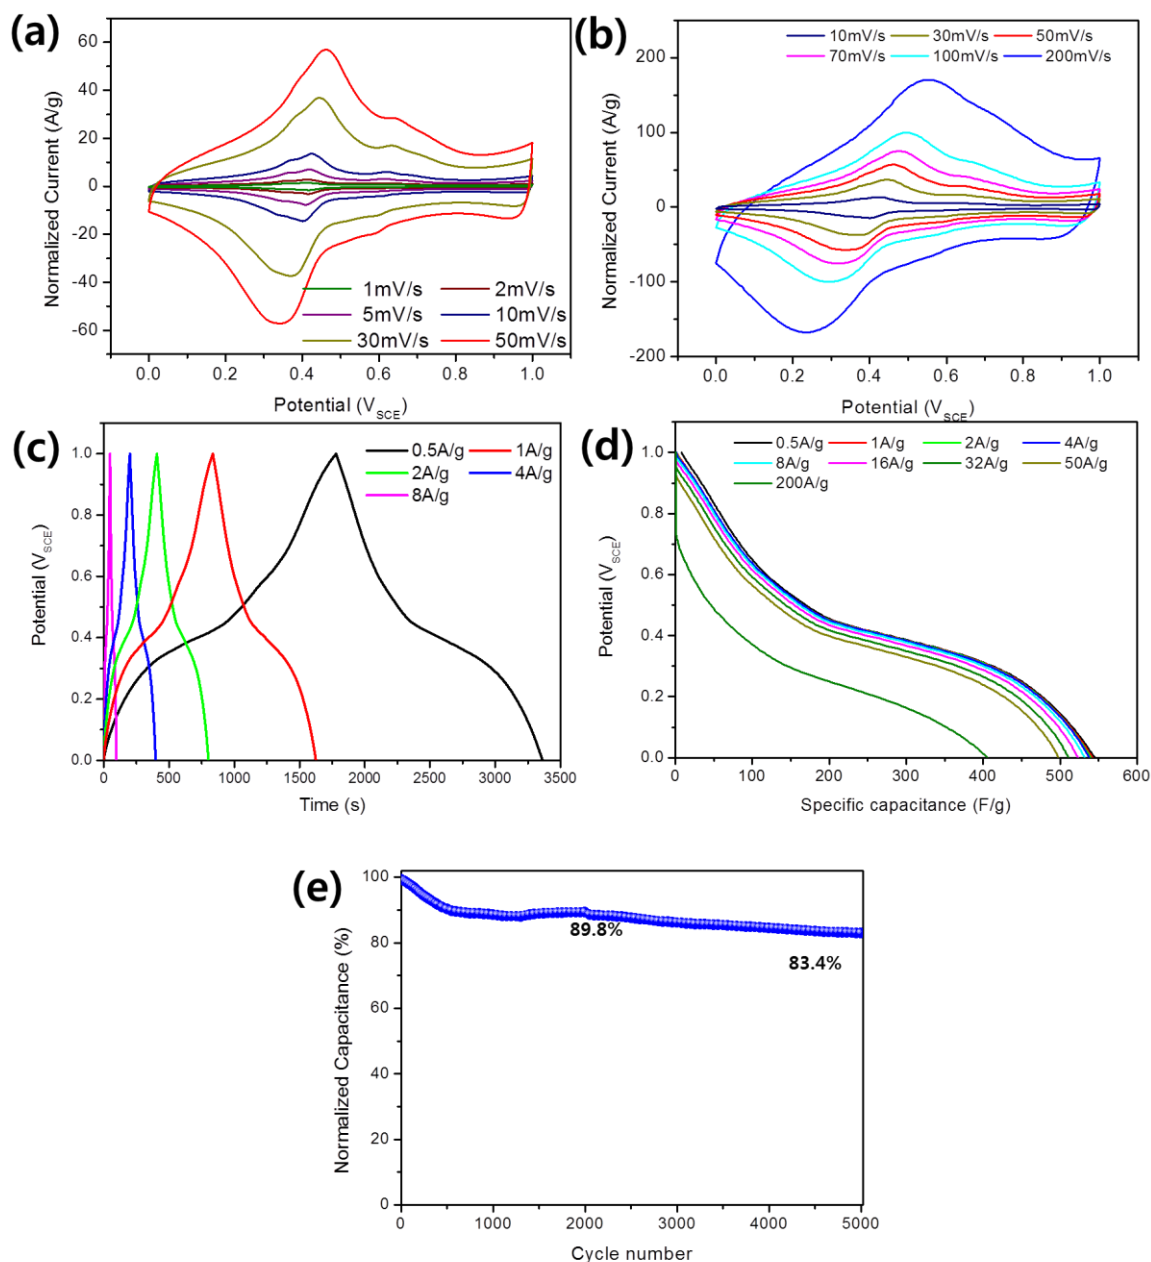 (a)
60
40
20
0
-20
-40
-60
Normalized Current (A/g)
1mV/s 2mV/s
5mV/s 10mV/s
30mV/s 50mV/s
0.0 0.2 0.4 0.6 0.8 1.0
Potential (VSCE)
(b)
10mV/s 30mV/s 50mV/s
70mV/s 100mV/s 200mV/s
200
100
0
-100
-200
Normalized Current (A/g)
0.0 0.2 0.4 0.6 0.8 1.0
Potential (VSCE)
(c)
0.5A/g 1A/g
2A/g 4A/g
8A/g
1.0
0.8
0.6
0.4
0.2
0.0
Potential (VSCE)
0 500 1000 1500 2000 2500 3000 3500
Time (s)
(d)
0.5A/g 1A/g 2A/g 4A/g
8A/g 16A/g 32A/g 50A/g
200A/g
1.0
0.8
0.6
0.4
0.2
0.0
Potential (VSCE)
0 100 200 300 400 500 600
Specific capacitance (F/g)
(e)
100
80
60
40
20
0
Normalized Capacitance (%)
89.8%
83.4%
0 1000 2000 3000 4000 5000
Cycle number